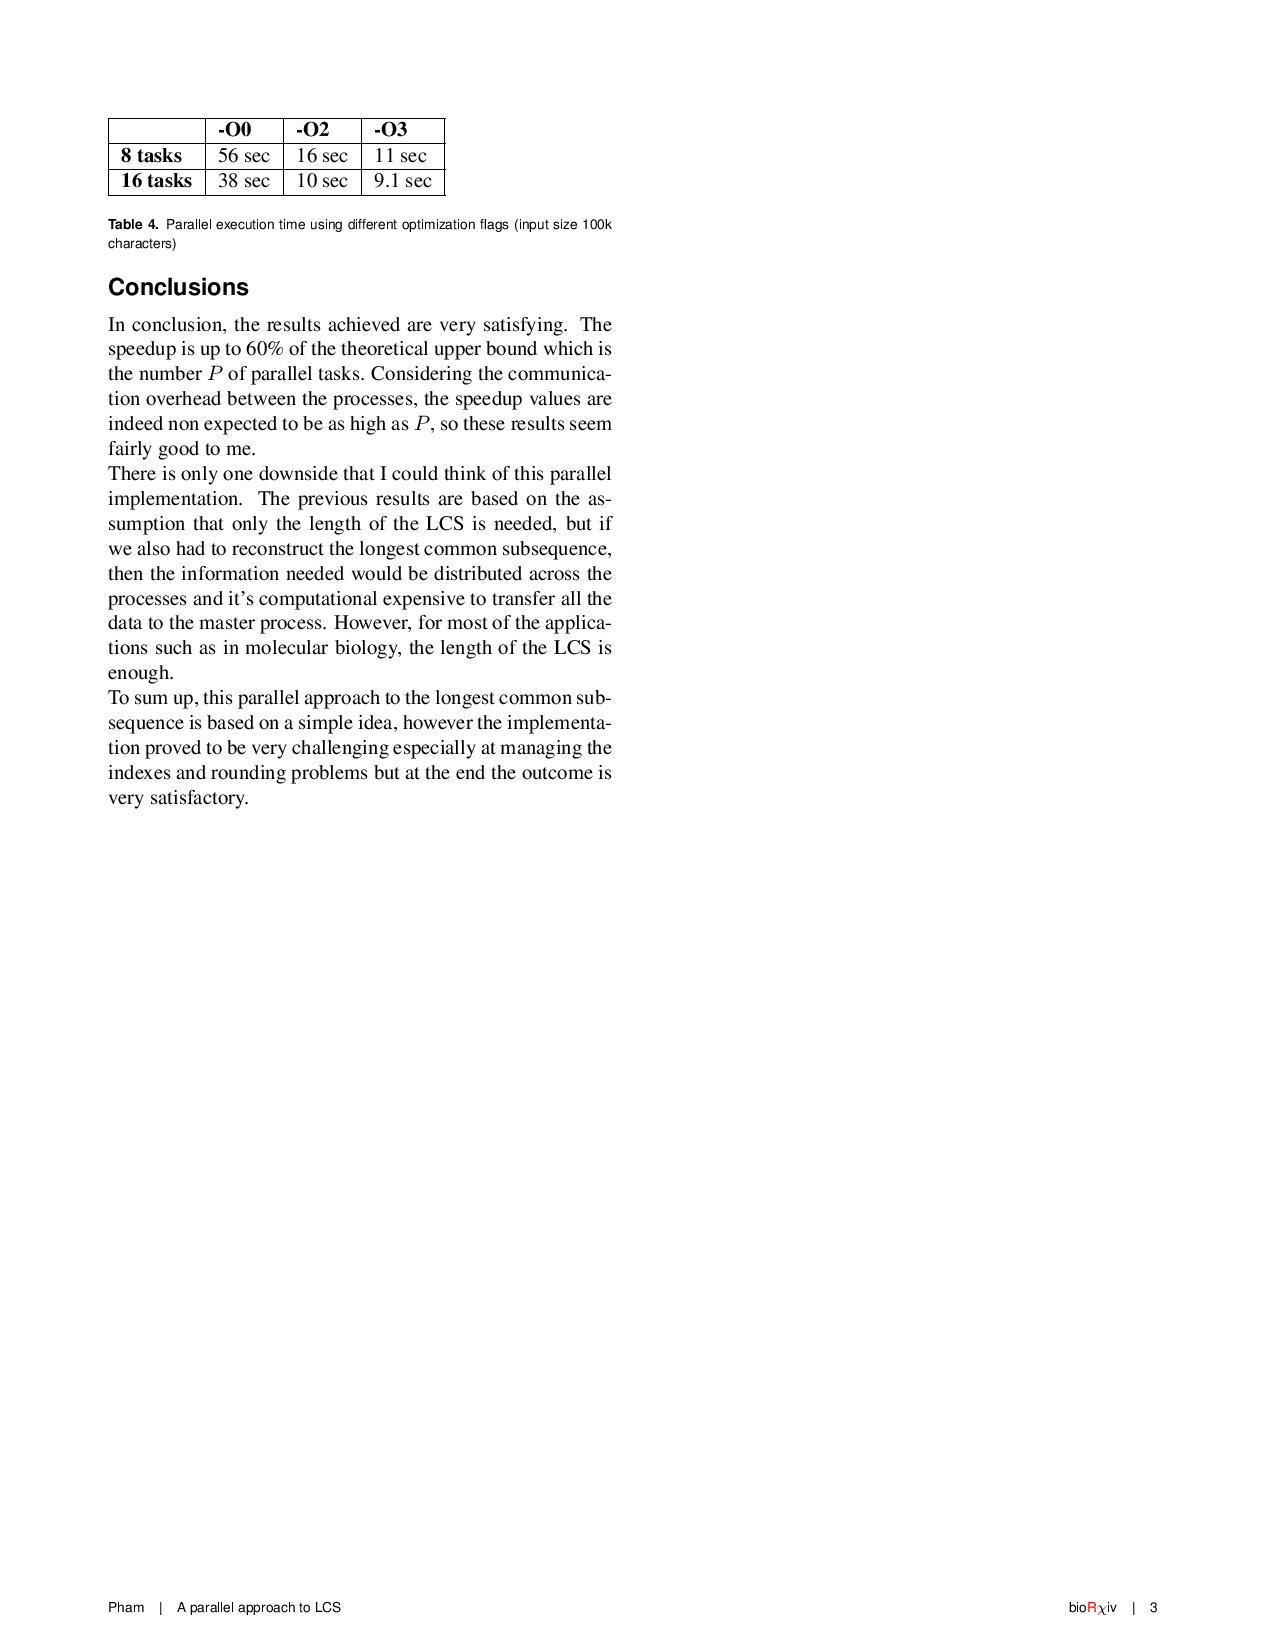 -O0 -O2 -O3
8 tasks 56 sec 16 sec 11 sec
16 tasks 38 sec 10 sec 9.1 sec
Table 4. Parallel execution time using different optimization flags (input size 100k
characters)
Conclusions
In conclusion, the results achieved are very satisfying. The
speedup is up to 60% of the theoretical upper bound which is
the number P of parallel tasks. Considering the communica-
tion overhead between the processes, the speedup values are
indeed non expected to be as high as P, so these results seem
fairly good to me.
There is only one downside that I could think of this parallel
implementation. The previous results are based on the as-
sumption that only the length of the LCS is needed, but if
we also had to reconstruct the longest common subsequence,
then the information needed would be distributed across the
processes and it's computational expensive to transfer all the
data to the master process. However, for most of the applica-
tions such as in molecular biology, the length of the LCS is
enough.
To sum up, this parallel approach to the longest common sub-
sequence is based on a simple idea, however the implementa-
tion proved to be very challenging especially at managing the
indexes and rounding problems but at the end the outcome is
very satisfactory.
Pham | A parallel approach to LCS
bioRχiv | 3